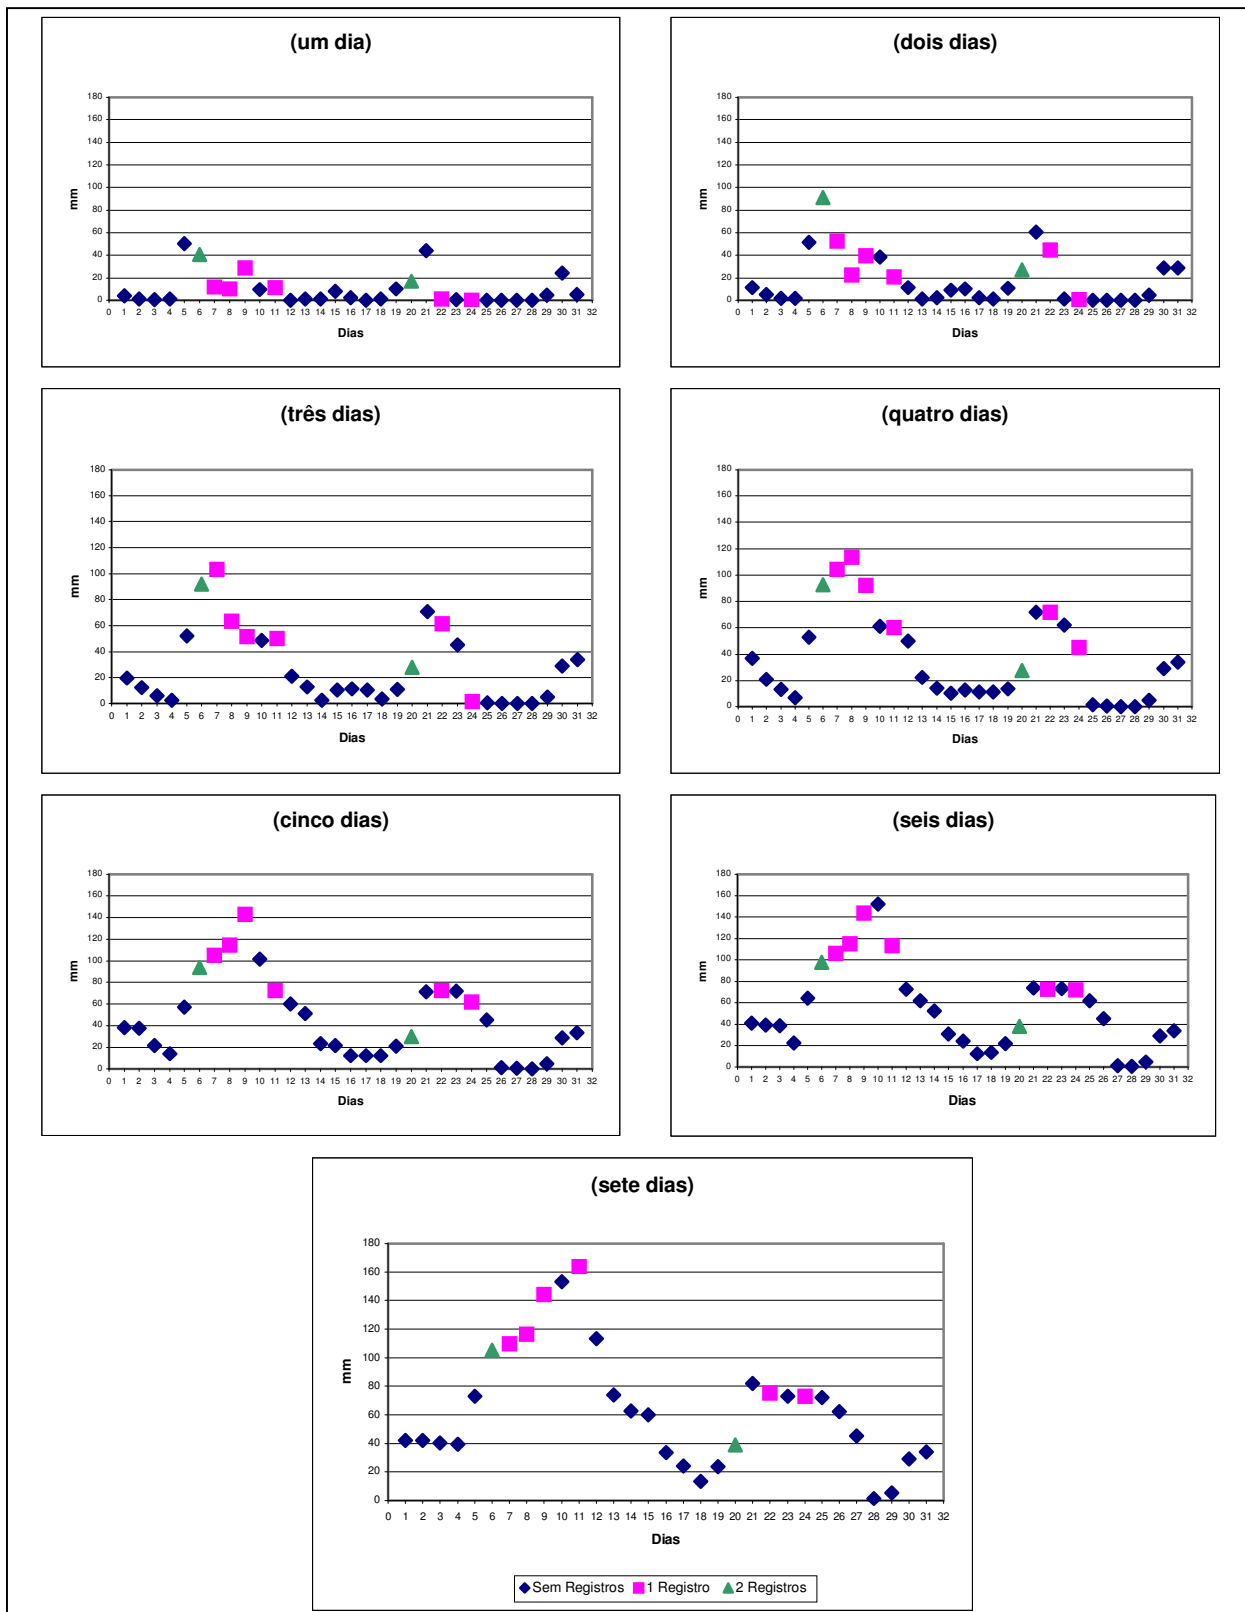 (um dia)
180
160
140
120
100
80
60
40
20
0
mm
0 1 2 3 4 5 6 7 8 9 10 11 12 13 14 15 16 17 18 19 20 21 22 23 24 25 26 27 28 29 30 31 32
Dias
(dois dias)
180
160
140
120
100
80
60
40
20
0
mm
0 1 2 3 4 5 6 7 8 9 10 11 12 13 14 15 16 17 18 19 20 21 22 23 24 25 26 27 28 29 30 31 32
Dias
(três dias)
180
160
140
120
100
80
60
40
20
0
mm
0 1 2 3 4 5 6 7 8 9 10 11 12 13 14 15 16 17 18 19 20 21 22 23 24 25 26 27 28 29 30 31 32
Dias
(quatro dias)
180
160
140
120
100
80
60
40
20
0
mm
0 1 2 3 4 5 6 7 8 9 10 11 12 13 14 15 16 17 18 19 20 21 22 23 24 25 26 27 28 29 30 31 32
Dias
(cinco dias)
180
160
140
120
100
80
60
40
20
0
mm
0 1 2 3 4 5 6 7 8 9 10 11 12 13 14 15 16 17 18 19 20 21 22 23 24 25 26 27 28 29 30 31 32
Dias
(seis dias)
180
160
140
120
100
80
60
40
20
0
mm
0 1 2 3 4 5 6 7 8 9 10 11 12 13 14 15 16 17 18 19 20 21 22 23 24 25 26 27 28 29 30 31 32
Dias
(sete dias)
180
160
140
120
100
80
60
40
20
0
mm
0 1 2 3 4 5 6 7 8 9 10 11 12 13 14 15 16 17 18 19 20 21 22 23 24 25 26 27 28 29 30 31 32
Dias
Sem Registros 1 Registro 2 Registros